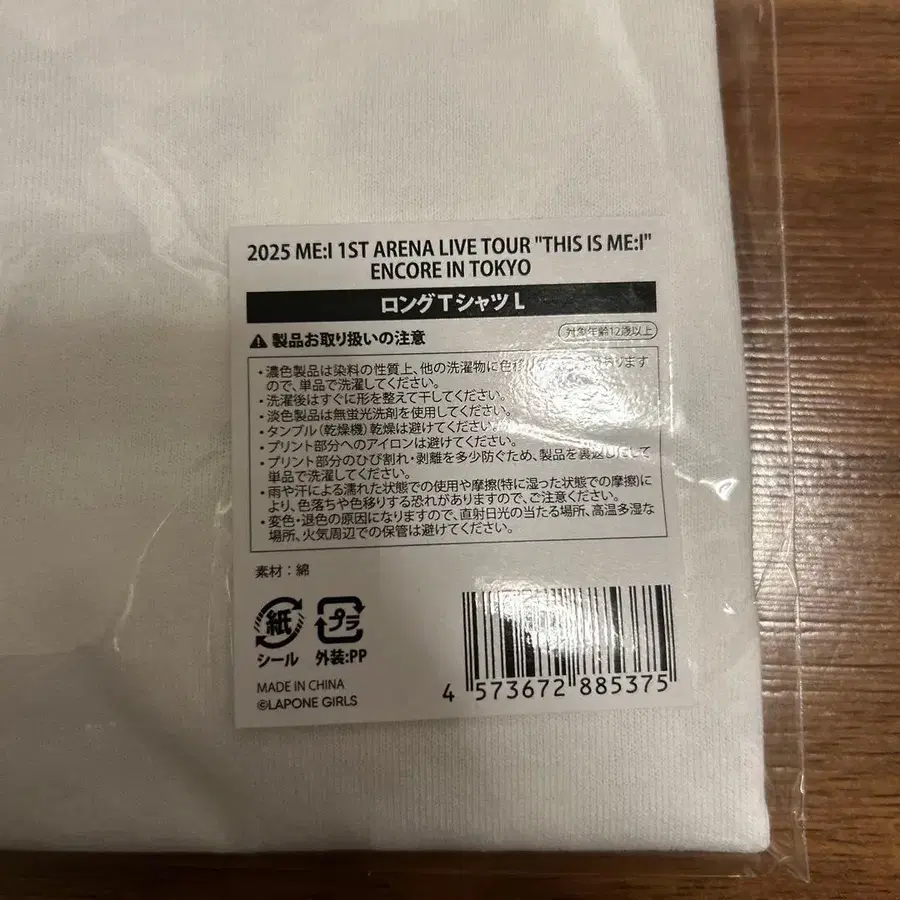 2025 ME:I 1ST ARENA LIVE TOUR "THIS IS ME:I"
ENCORE IN TOKYO
ロングTシャツ L
製品お取り扱いの注意
対象年齢12歳以上
・濃色製品は染料の性質上、他の洗濯物に色移り
ありますので、単品で洗濯してください。
・洗濯後はすぐに形を整えて干してください。
・淡色製品は無蛍光洗剤を使用してください。
・タンブル(乾燥機)乾燥は避けてください。
・プリント部分へのアイロンは避けてください。
・プリント部分のひび割れ・剥離を多少防ぐため、製品を裏返しにして
単品で洗濯してください。
・雨や汗による濡れた状態での使用や摩擦(特に湿った状態での摩擦)に
より、色落ちや色移りする恐れがありますので、ご注意ください。
・変色・退色の原因になりますので、直射日光の当たる場所、高温多湿な
場所、火気周辺での保管は避けてください。
素材:綿
紙
プラ
シール
外装:PP
MADE IN CHINA
©LAPONE GIRLS
4 573672 885375